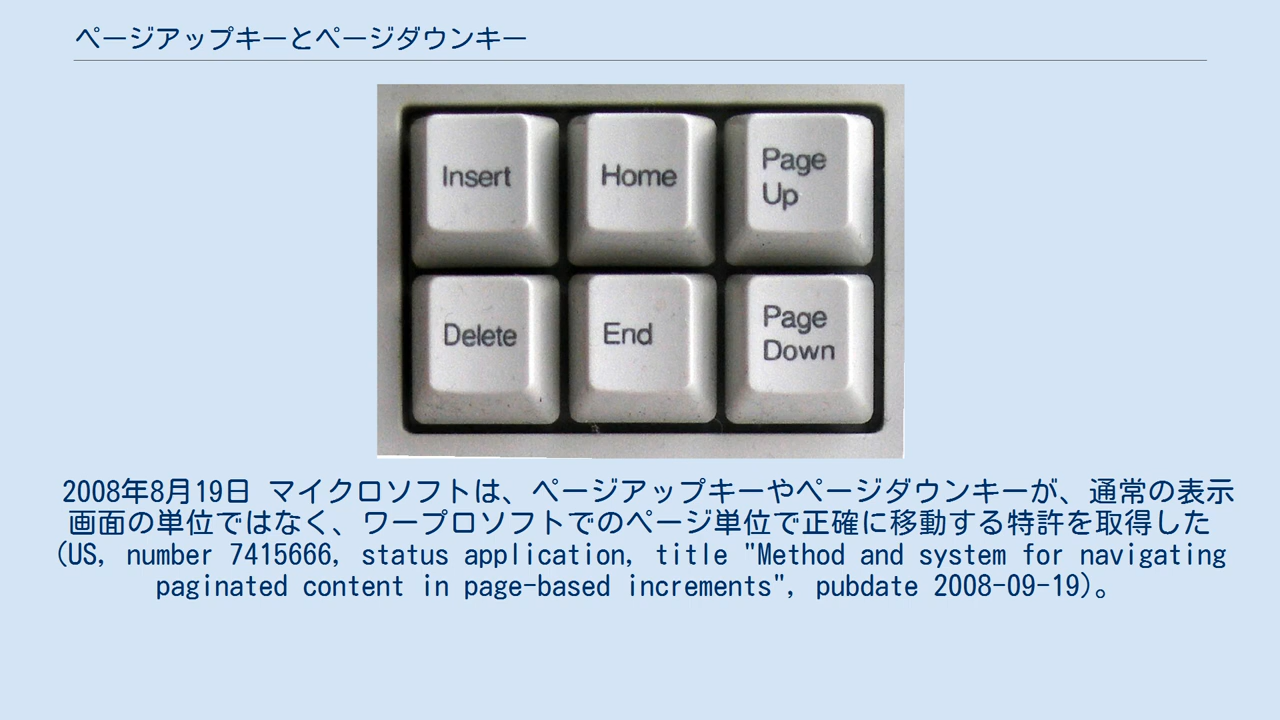 ページアップキーとページダウンキー
Insert
Home
Page
Up
Delete
End
Page
Down
2008年8月19日 マイクロソフトは、ページアップキーやページダウンキーが、通常の表示
画面の単位ではなく、ワープロソフトでのページ単位で正確に移動する特許を取得した
(US, number 7415666, status application, title "Method and system for navigating
paginated content in page-based increments", pubdate 2008-09-19)。